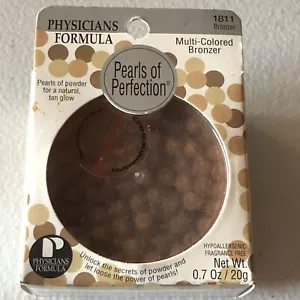 PHYSICIANS
FORMULA
1811
Bronzer
Multi-Colored
Bronzer
Pearls of powder
for a natural,
tan glow
Pearls of
Perfection®
Unlock the secrets of powder and
let loose the power of pearls!
P
PHYSICIANS
FORMULA
HYPOALLERGENIC
FRAGRANCE FREE
Net Wt.
0.7 Oz / 20g